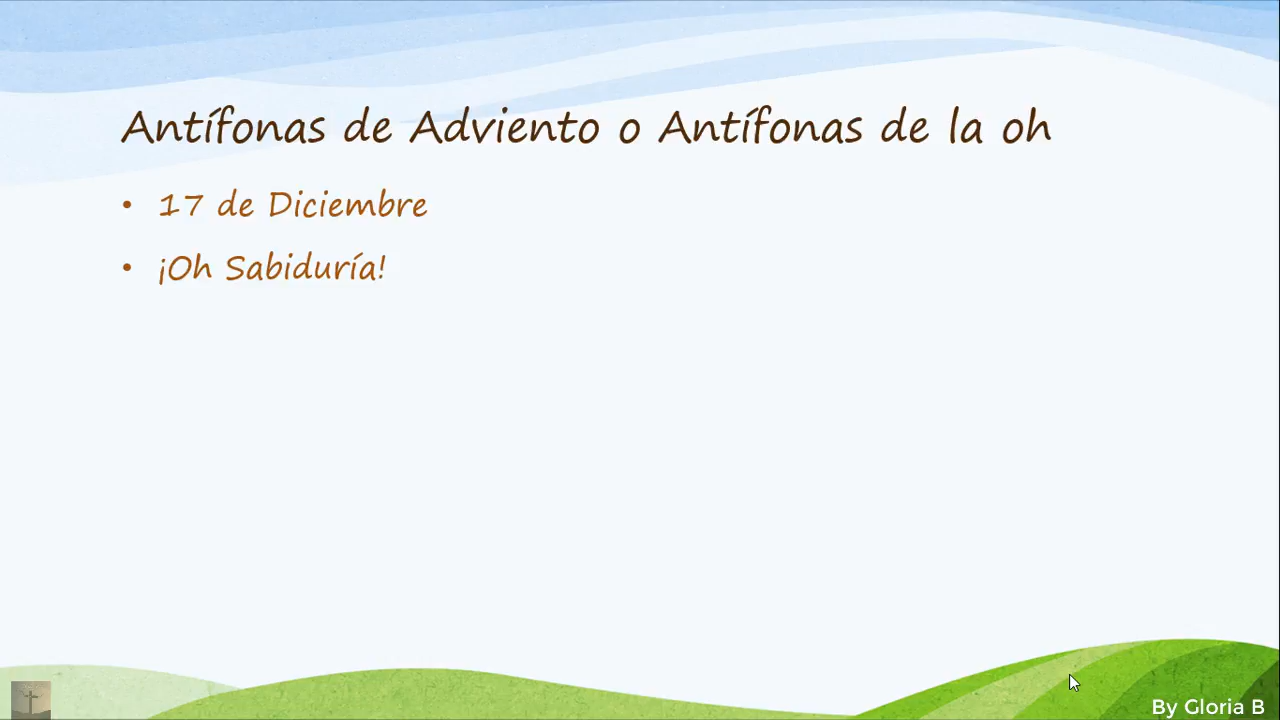 Antífonas de Adviento o Antífonas de la oh
• 17 de Diciembre
• ¡Oh Sabiduría!
By Gloria B